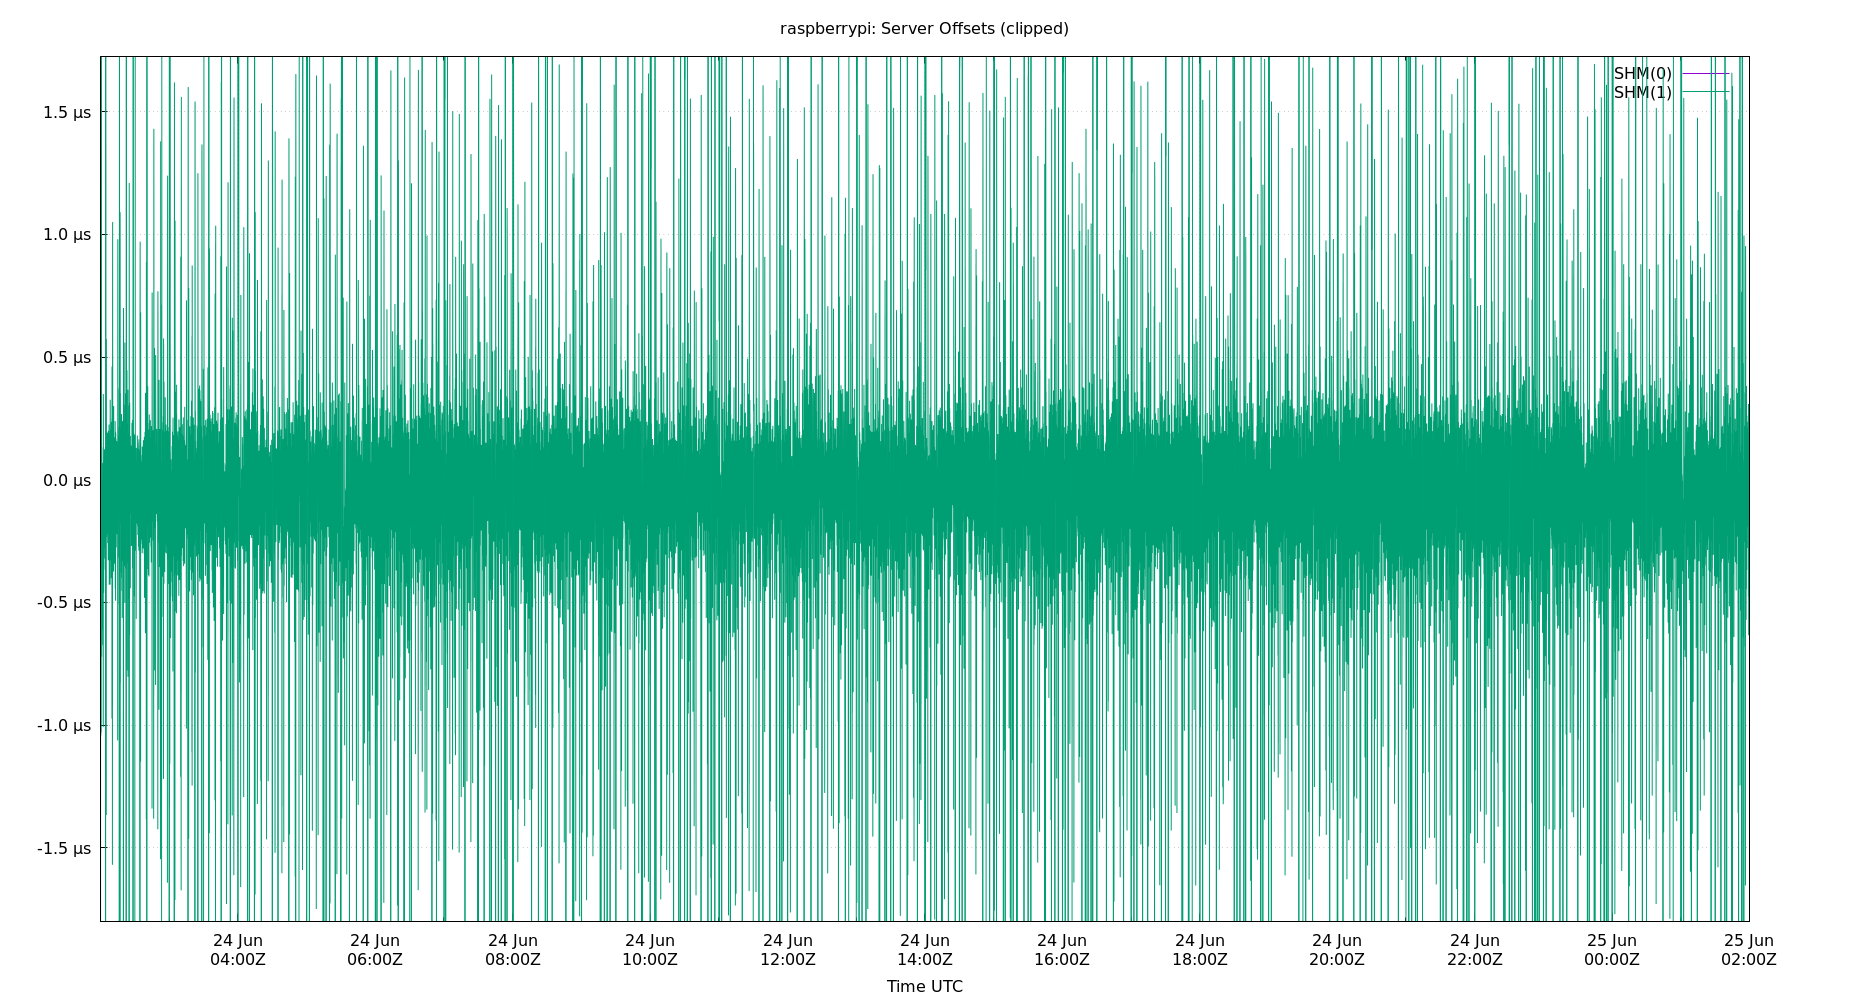 raspberrypi: Server Offsets (clipped)
SHM(0)
SHM(1)
1.5 µs
1.0 µs
0.5 µs
0.0 µs
-0.5 µs
-1.0 µs
-1.5 µs
24 Jun 24 Jun 24 Jun 24 Jun 24 Jun 24 Jun 24 Jun 24 Jun 24 Jun 24 Jun 25 Jun 25 Jun
04:00Z 06:00Z 08:00Z 10:00Z 12:00Z 14:00Z 16:00Z 18:00Z 20:00Z 22:00Z 00:00Z 02:00Z
Time UTC